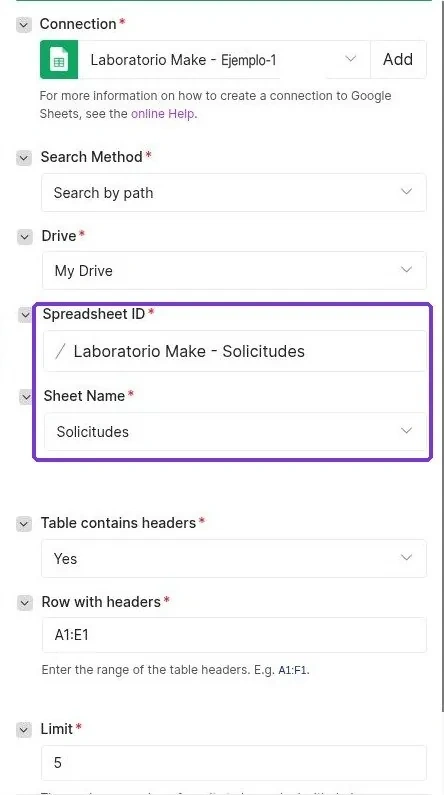 Connection*
Laboratorio Make - Ejemplo-1
Add
For more information on how to create a connection to Google
Sheets, see the online Help.
Search Method*
Search by path
Drive*
My Drive
Spreadsheet ID*
/ Laboratorio Make - Solicitudes
Sheet Name*
Solicitudes
Table contains headers*
Yes
Row with headers*
A1:E1
Enter the range of the table headers. E.g. A1:F1.
Limit*
5